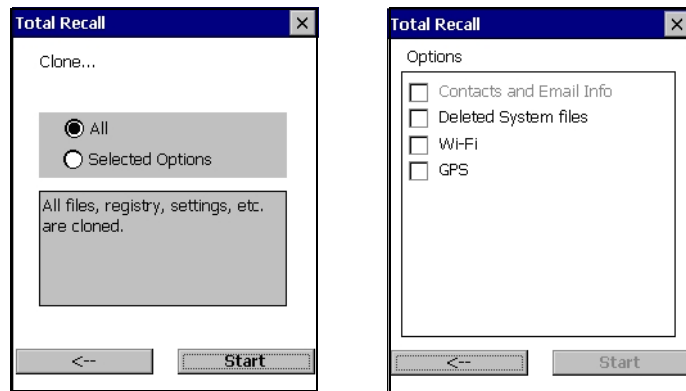 Total Recall
Clone...
All
Selected Options
All files, registry, settings, etc.
are cloned.
<--
Start
Total Recall
Options
Contacts and Email Info
Deleted System files
Wi-Fi
GPS
<--
Start